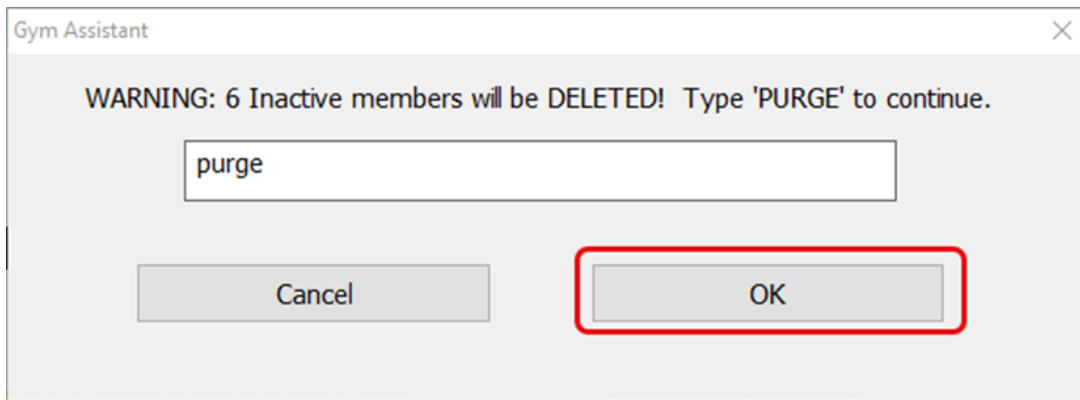 Gym Assistant
WARNING: 6 Inactive members will be DELETED!  Type 'PURGE' to continue.
purge
Cancel
OK